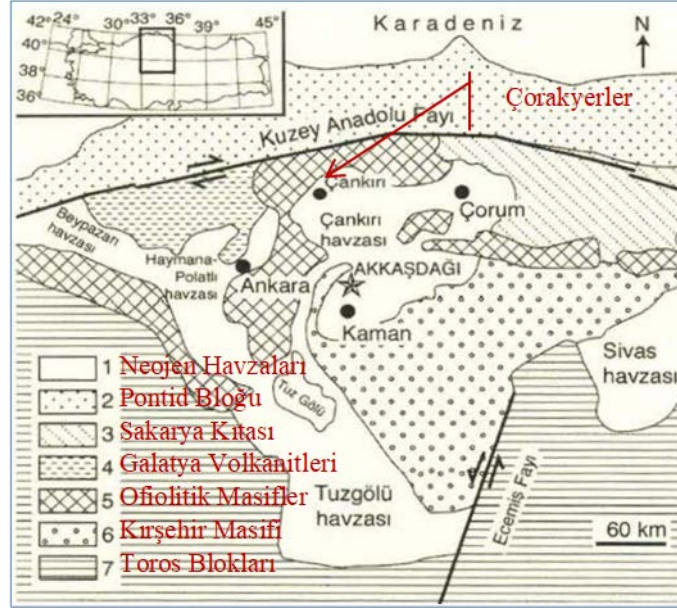 42° 24° 30° 33° 36° 45°
40°
38°
36°
Karadeniz
N
Çorakyerler
Kuzey Anadolu Fayı
Çankırı
Çorum
Çankırı
havzası
Beypazarı
havzası
Haymana-
Polatlı
havzası
Ankara
AKKAŞDAĞI
Kaman
Sivas
havzası
Tuz Gölü
Tuzgölü
havzası
Ecemiş Fayı
60 km
1 Neojen Havzaları
2 Pontid Bloğu
3 Sakarya Kıtası
4 Galatya Volkanitleri
5 Ofiolitik Masifler
6 Kırşehir Masifi
7 Toros Blokları